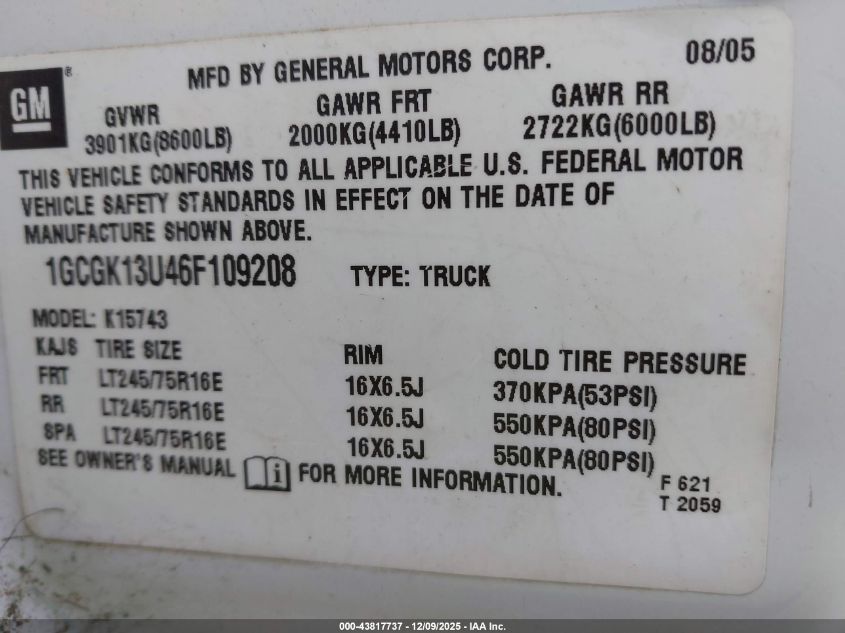 MFD BY GENERAL MOTORS CORP. 08/05
GM®
GVWR GAWR FRT GAWR RR
3901KG(8600LB) 2000KG(4410LB) 2722KG(6000LB)
THIS VEHICLE CONFORMS TO ALL APPLICABLE U.S. FEDERAL MOTOR
VEHICLE SAFETY STANDARDS IN EFFECT ON THE DATE OF
MANUFACTURE SHOWN ABOVE.
1GCGK13U46F109208 TYPE: TRUCK
MODEL: K15743
KAJS TIRE SIZE RIM COLD TIRE PRESSURE
FRT LT245/75R16E 16X6.5J 370KPA(53PSI)
RR LT245/75R16E 16X6.5J 550KPA(80PSI)
SPA LT245/75R16E 16X6.5J 550KPA(80PSI)
SEE OWNER'S MANUAL i FOR MORE INFORMATION.
F 621
T 2059
000-43817737 - 12/09/2025 - IAA Inc.